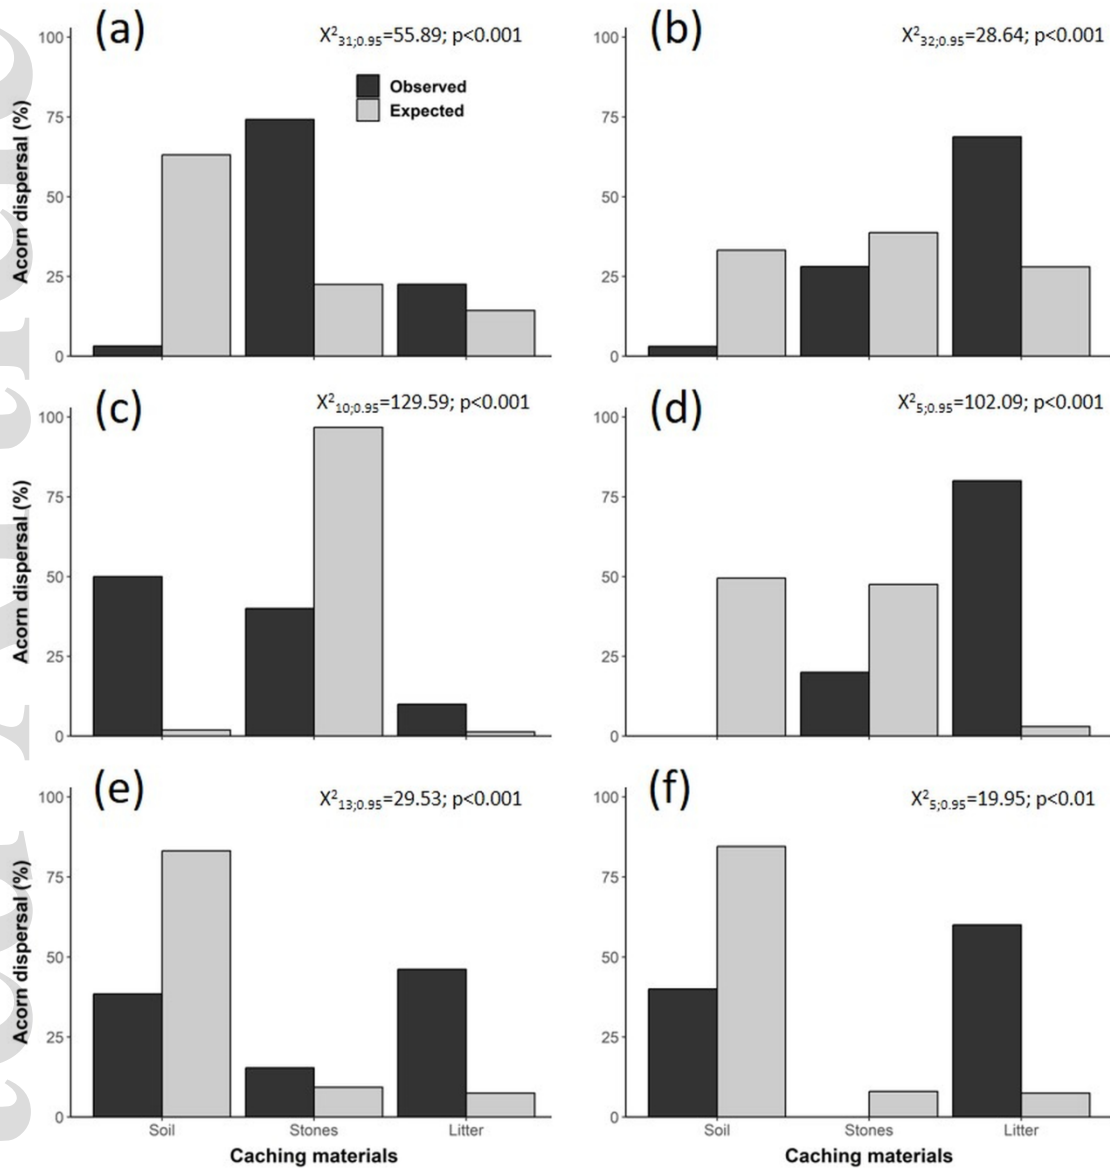 (a)
X²31;0.95=55.89; p<0.001
(b)
X²32;0.95=28.64; p<0.001
Observed
Expected
Acorn dispersal (%)
100
75
50
25
0
100
75
50
25
0
(c)
X²10;0.95=129.59; p<0.001
(d)
X²5;0.95=102.09; p<0.001
Acorn dispersal (%)
100
75
50
25
0
100
75
50
25
0
(e)
X²13;0.95=29.53; p<0.001
(f)
X²5;0.95=19.95; p<0.01
Acorn dispersal (%)
100
75
50
25
0
100
75
50
25
0
Soil Stones Litter
Soil Stones Litter
Caching materials
Caching materials